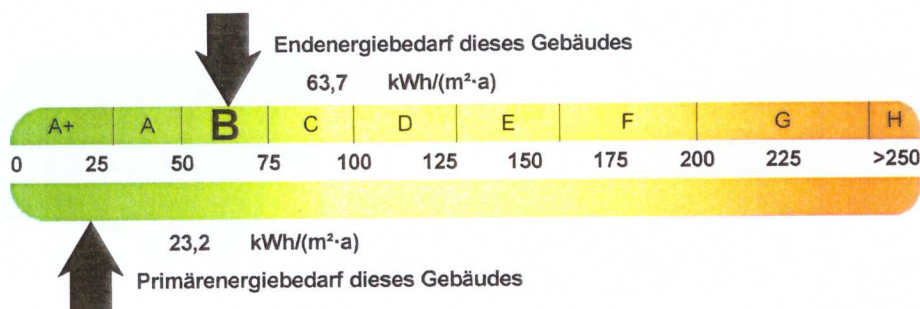 Endenergiebedarf dieses Gebäudes
63,7 kWh/(m²·a)
A+ A B C D E F G H
0 25 50 75 100 125 150 175 200 225 >250
23,2 kWh/(m²·a)
Primärenergiebedarf dieses Gebäudes